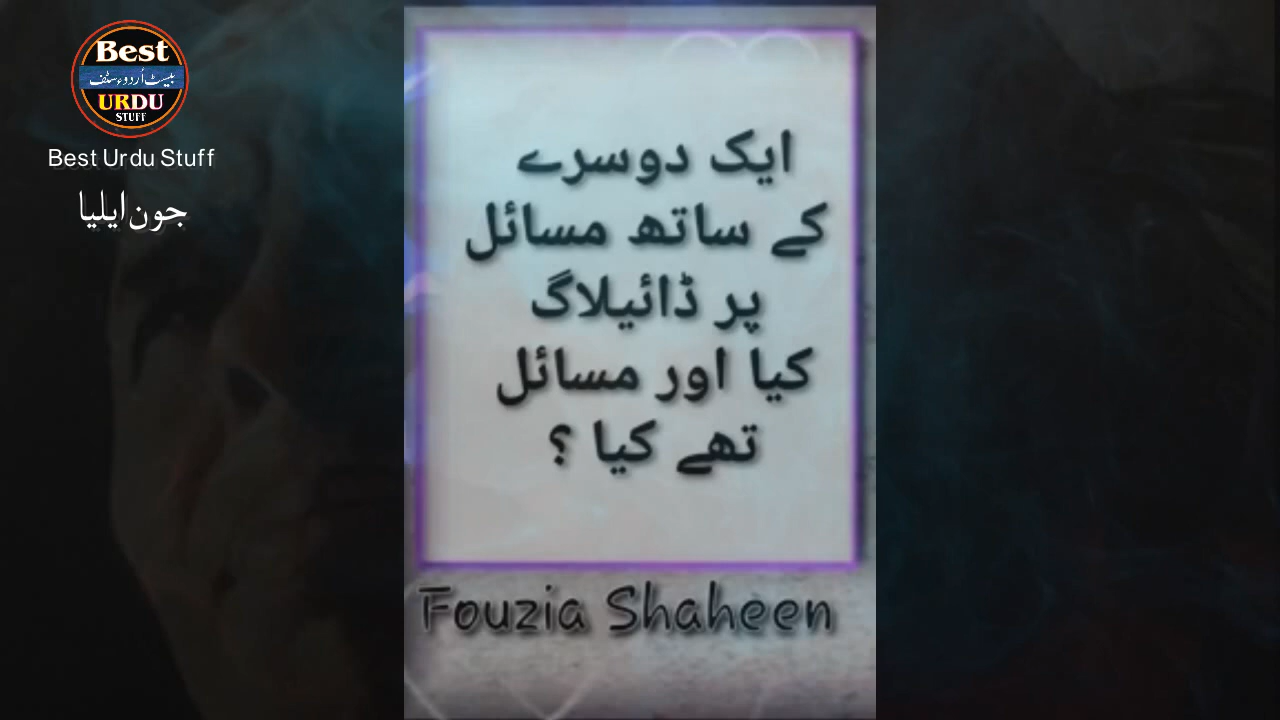 Best
بیسٹ اُردوء سٹف
URDU
STUFF
Best Urdu Stuff
جون ایلیا
ایک دوسرے
کے ساتھ مسائل
پر ڈائیلاگ
کیا اور مسائل
تھے کیا ؟
Fouzia Shaheen